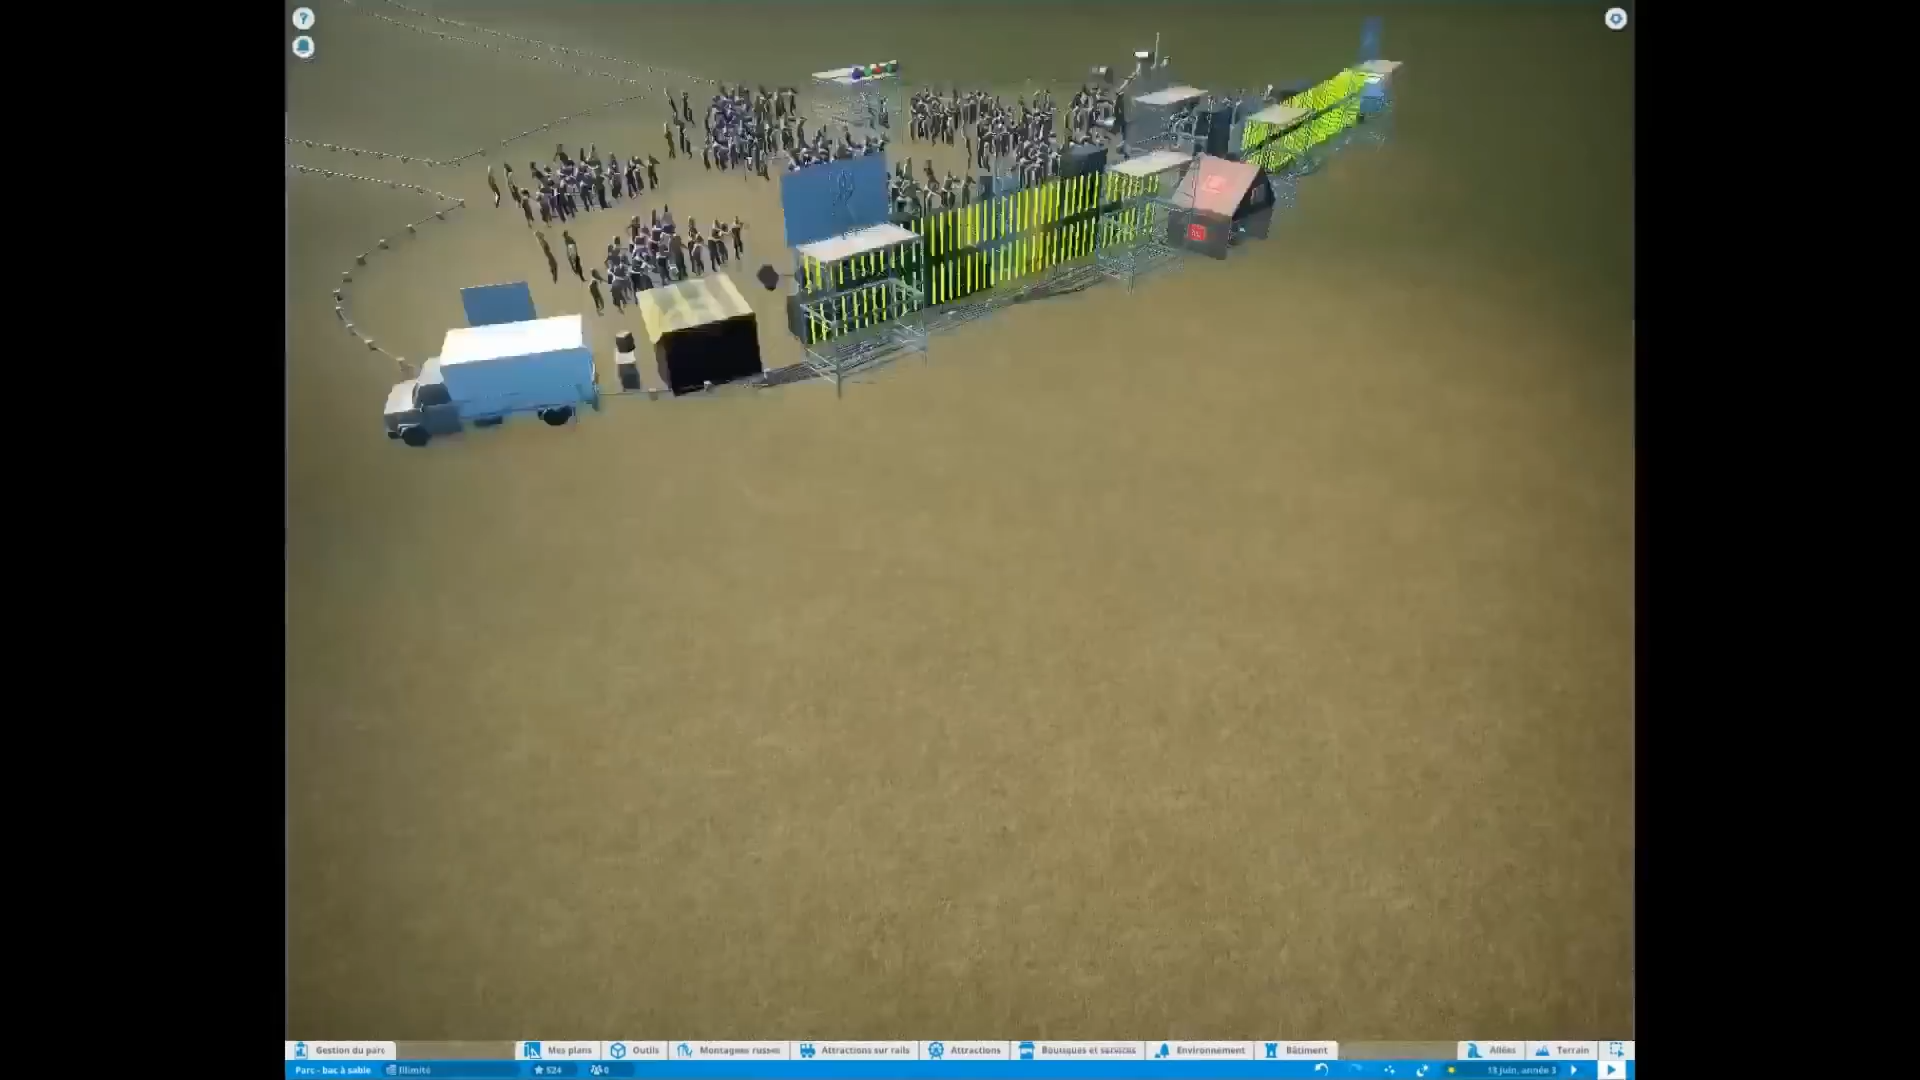 ?
Gestion du parc
Mes plans
Outils
Montagnes russes
Attractions sur rails
Attractions
Boutiques et services
Environnement
Bâtiment
Allées
Terrain
Parc - bac à sable
Illimité
524
0
13 juin, année 3